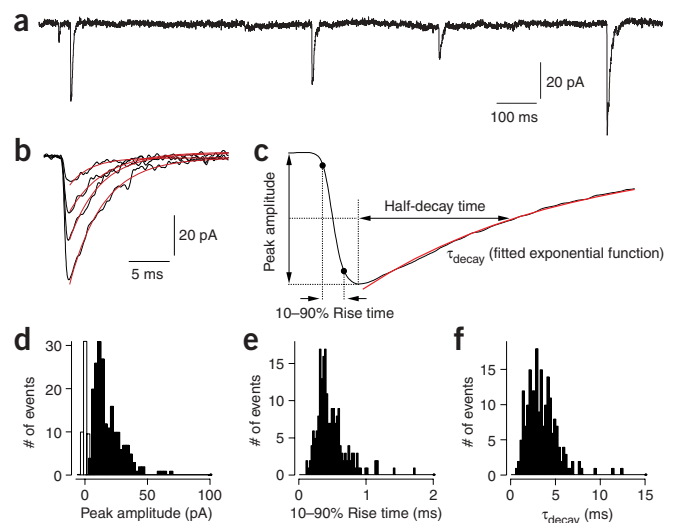 a
20 pA
100 ms
b
20 pA
5 ms
c
Peak amplitude
Half-decay time
τdecay (fitted exponential function)
10–90% Rise time
d
# of events
30
20
10
0
0 50 100
Peak amplitude (pA)
e
# of events
15
10
5
0
0 1 2
10–90% Rise time (ms)
f
# of events
15
10
5
0
0 5 10 15
τdecay (ms)